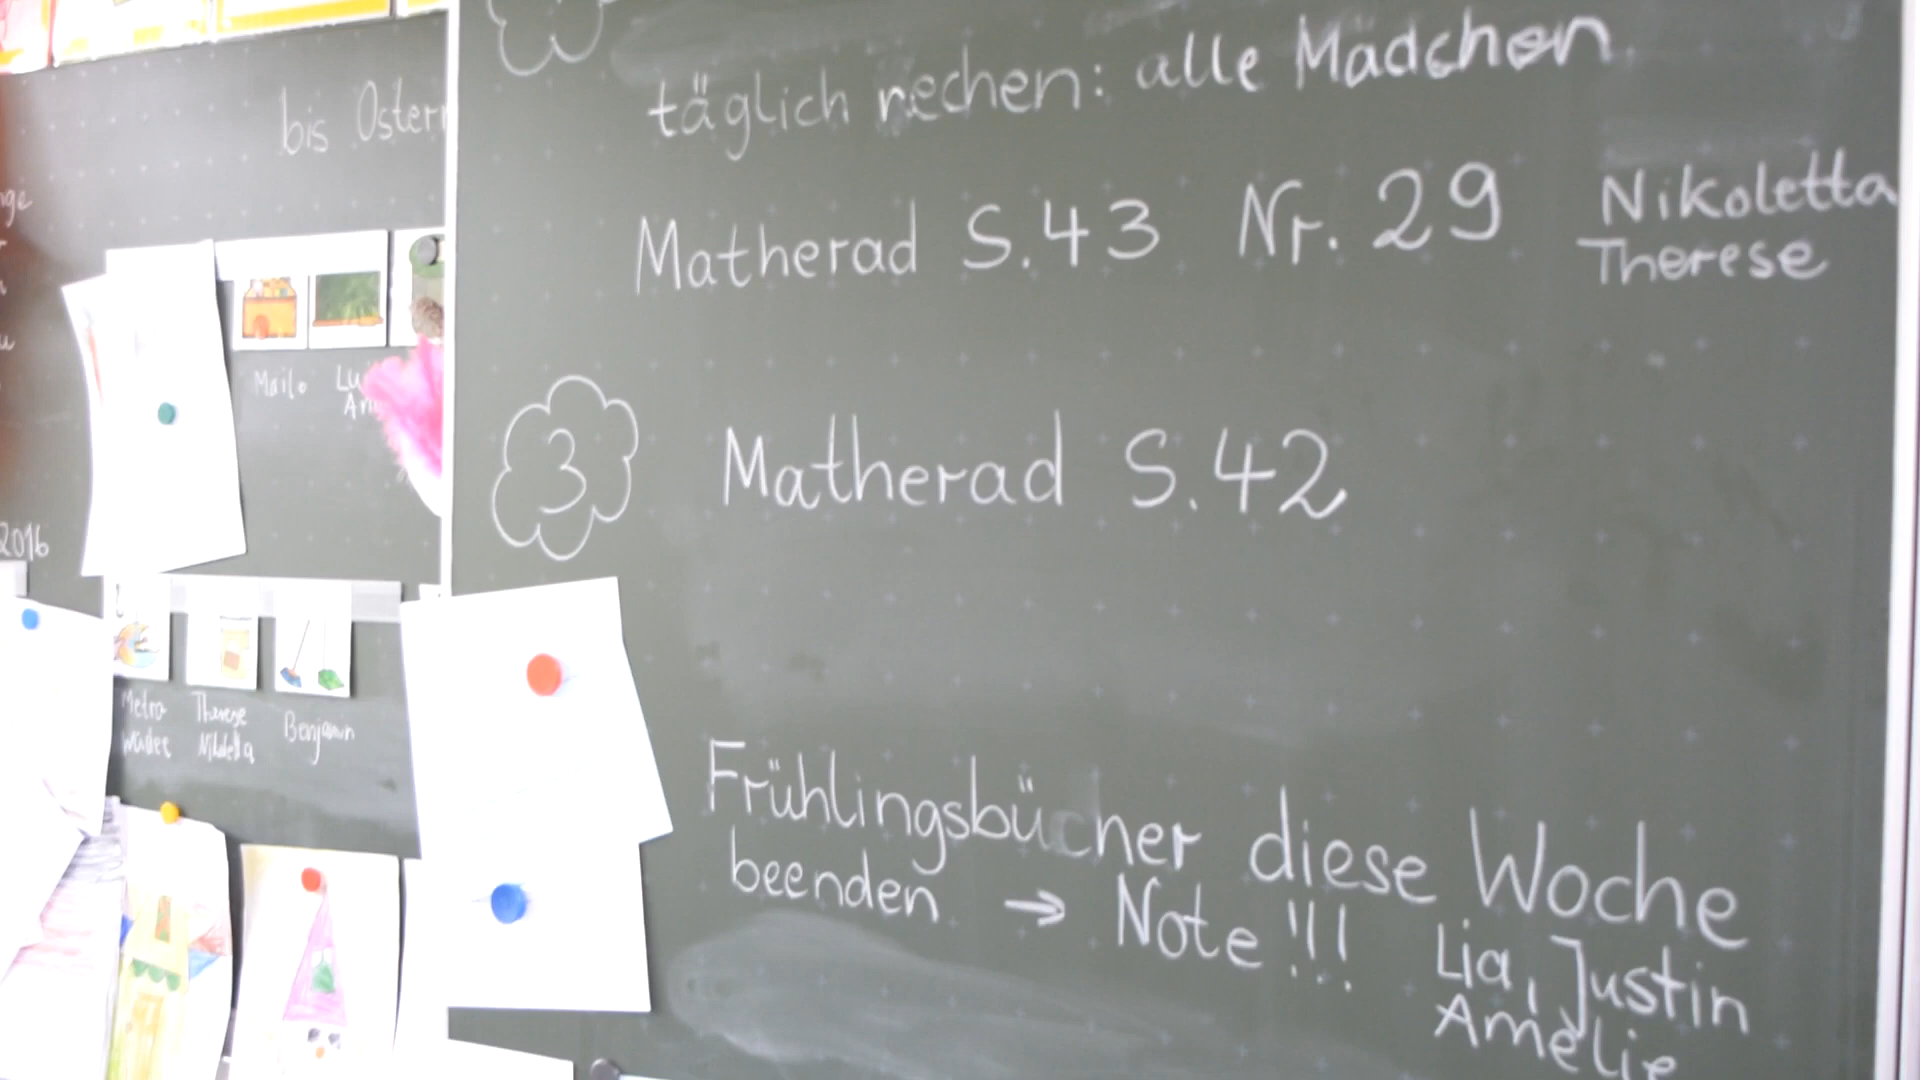 bis Ostern
2016
Mailo
Therese
Benjamin
täglich rechen: alle Mädchen
Matherad S.43 Nr. 29 Nikoletta
Therese
3 Matherad S.42
Frühlingsbücher diese Woche
beenden → Note!!!
Lia, Justin
Amelie